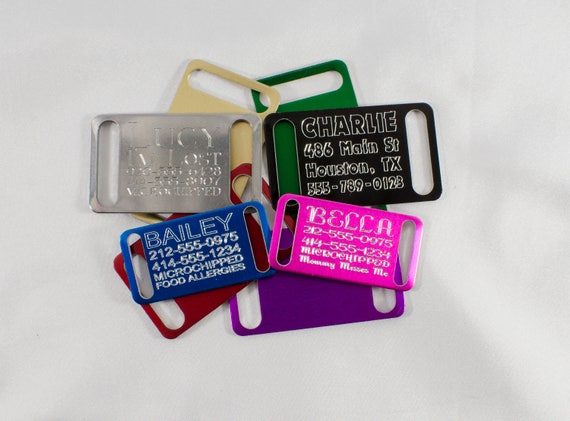 LUCY
I'M LOST
MICROCHIPPED
CHARLIE
486 Main St
Houston, TX
555-789-0123
BAILEY
212-555-0975
414-555-1234
MICROCHIPPED
FOOD ALLERGIES
BELLA
212-555-0975
414-555-1234
MICROCHIPPED
Mommy Misses Me